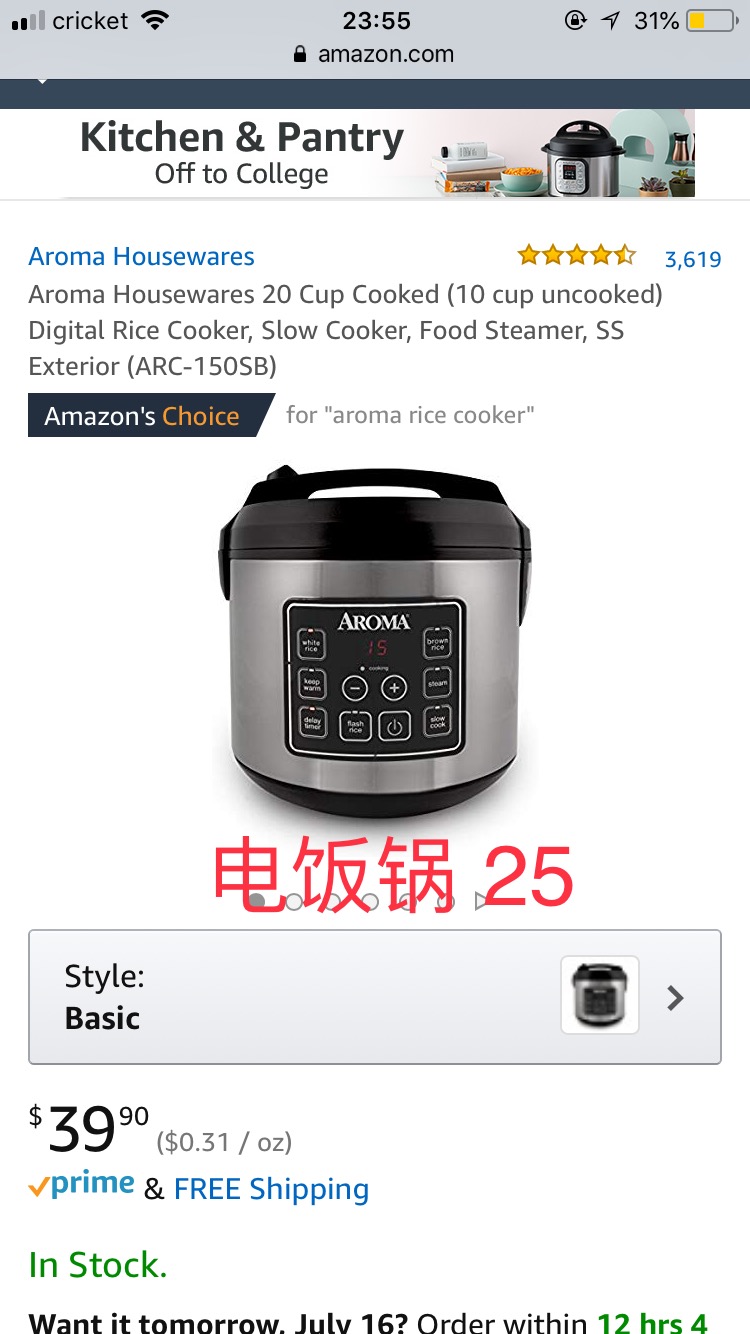 cricket 23:55 31%
amazon.com
Kitchen & Pantry
Off to College
Aroma Housewares 3,619
Aroma Housewares 20 Cup Cooked (10 cup uncooked)
Digital Rice Cooker, Slow Cooker, Food Steamer, SS
Exterior (ARC-150SB)
Amazon's Choice for "aroma rice cooker"
AROMA
white rice
15
brown rice
cooking
keep warm
steam
delay timer
flash rice
slow cook
电饭锅 25
Style:
Basic
$39 90 ($0.31 / oz)
prime & FREE Shipping
In Stock.
Want it tomorrow, July 16? Order within 12 hrs 4